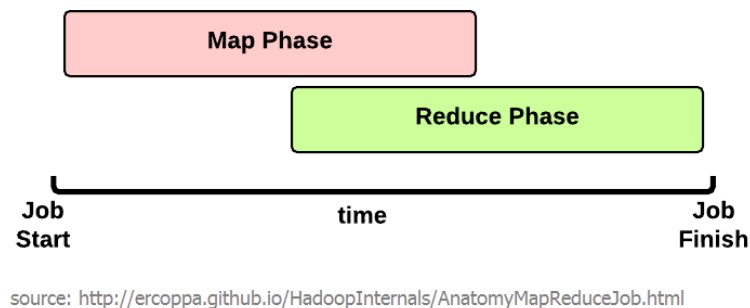 Map Phase
Reduce Phase
Job
Start
time
Job
Finish
source: http://ercoppa.github.io/HadoopInternals/AnatomyMapReduceJob.html